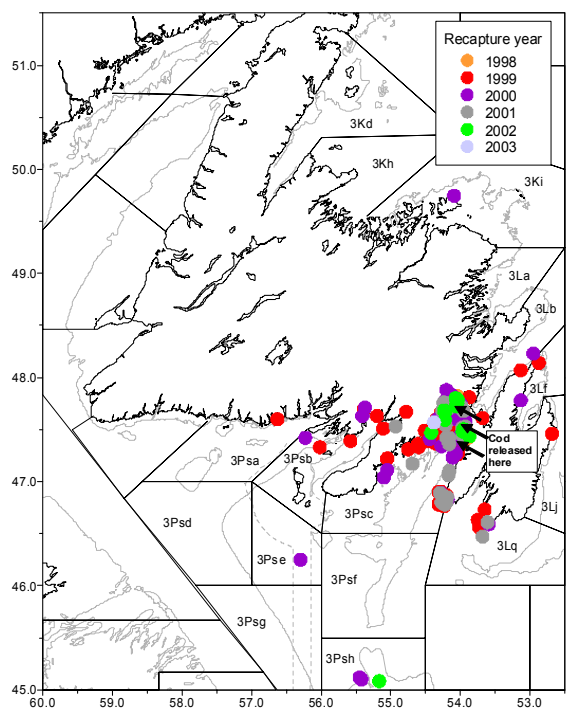 Recapture year
1998
1999
2000
2001
2002
2003
51.0
50.0
49.0
48.0
47.0
46.0
45.0
3Kd
3Kh
3Ki
3La
3Lb
3Lf
3Psa
3Psb
Cod
released
here
3Psd
3Psc
3Lj
3Lq
3Pse
3Psf
3Psg
3Psh
60.0 59.0 58.0 57.0 56.0 55.0 54.0 53.0